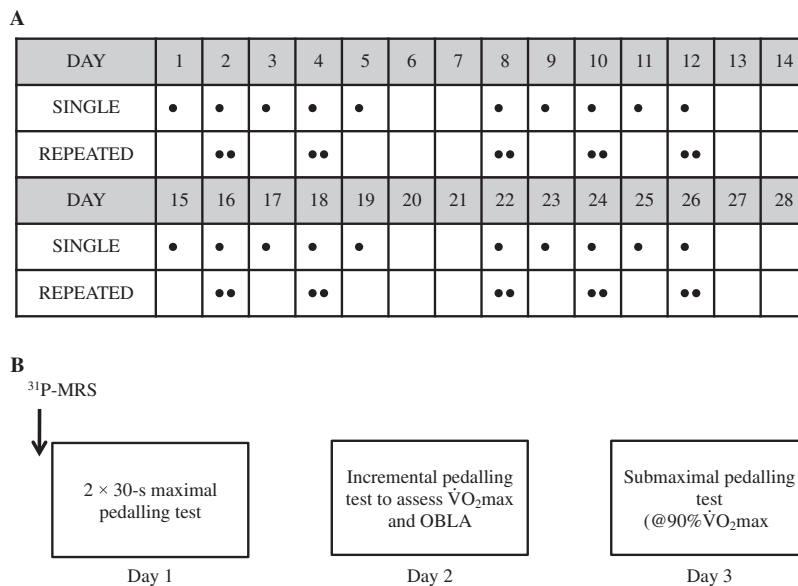 A
DAY 1 2 3 4 5 6 7 8 9 10 11 12 13 14
SINGLE • • • • • • • • • •
REPEATED •• •• •• •• ••
DAY 15 16 17 18 19 20 21 22 23 24 25 26 27 28
SINGLE • • • • • • • • • •
REPEATED •• •• •• •• ••
B
³¹P-MRS
2 × 30-s maximal
pedalling test
Incremental pedalling
test to assess V̇O₂max
and OBLA
Submaximal pedalling
test
(@90%V̇O₂max
Day 1
Day 2
Day 3